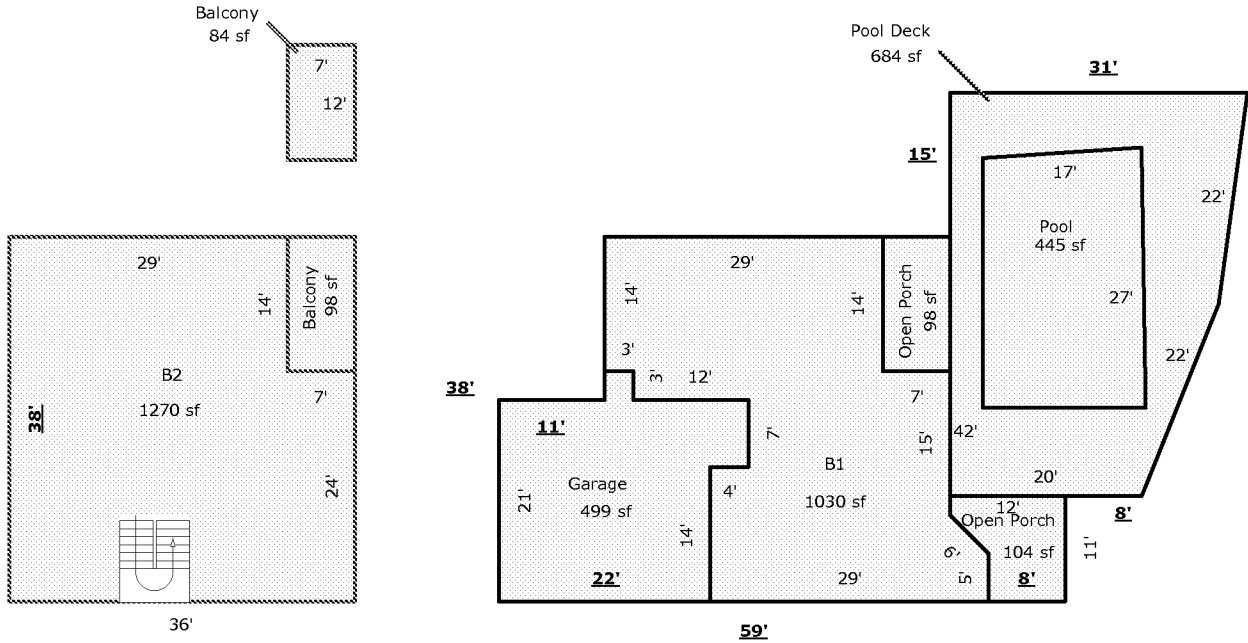 Balcony
84 sf
7'
12'
29'
14'
Balcony
98 sf
B2
1270 sf
7'
38'
24'
36'
Pool Deck
684 sf
31'
15'
17'
22'
Pool
445 sf
27'
22'
29'
14'
14'
Open Porch
98 sf
3'
3'
12'
38'
7'
11'
7'
15'
42'
B1
1030 sf
Garage
499 sf
21'
4'
20'
12'
8'
Open Porch
104 sf
14'
6'
11'
22'
29'
5'
8'
59'